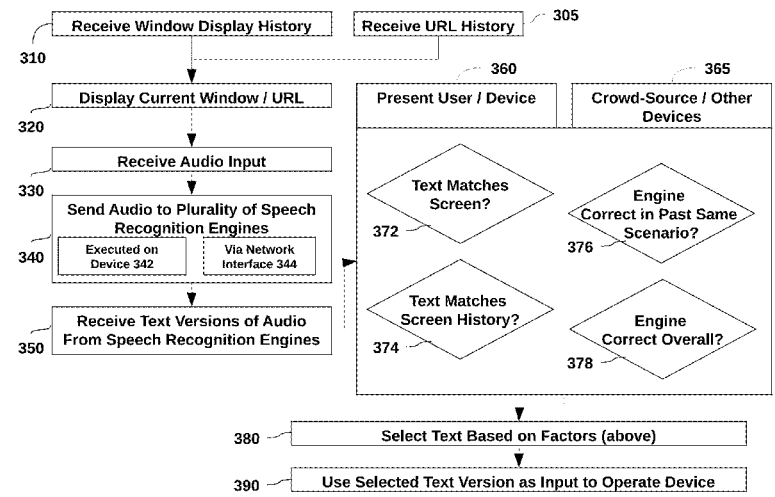 Receive Window Display History
Receive URL History
305
310
Display Current Window / URL
320
Receive Audio Input
330
Send Audio to Plurality of Speech
Recognition Engines
340
Executed on
Device 342
Via Network
Interface 344
Receive Text Versions of Audio
From Speech Recognition Engines
350
360
365
Present User / Device
Crowd-Source / Other
Devices
Text Matches
Screen?
372
Engine
Correct in Past Same
Scenario?
376
Text Matches
Screen History?
374
Engine
Correct Overall?
378
380
Select Text Based on Factors (above)
390
Use Selected Text Version as Input to Operate Device